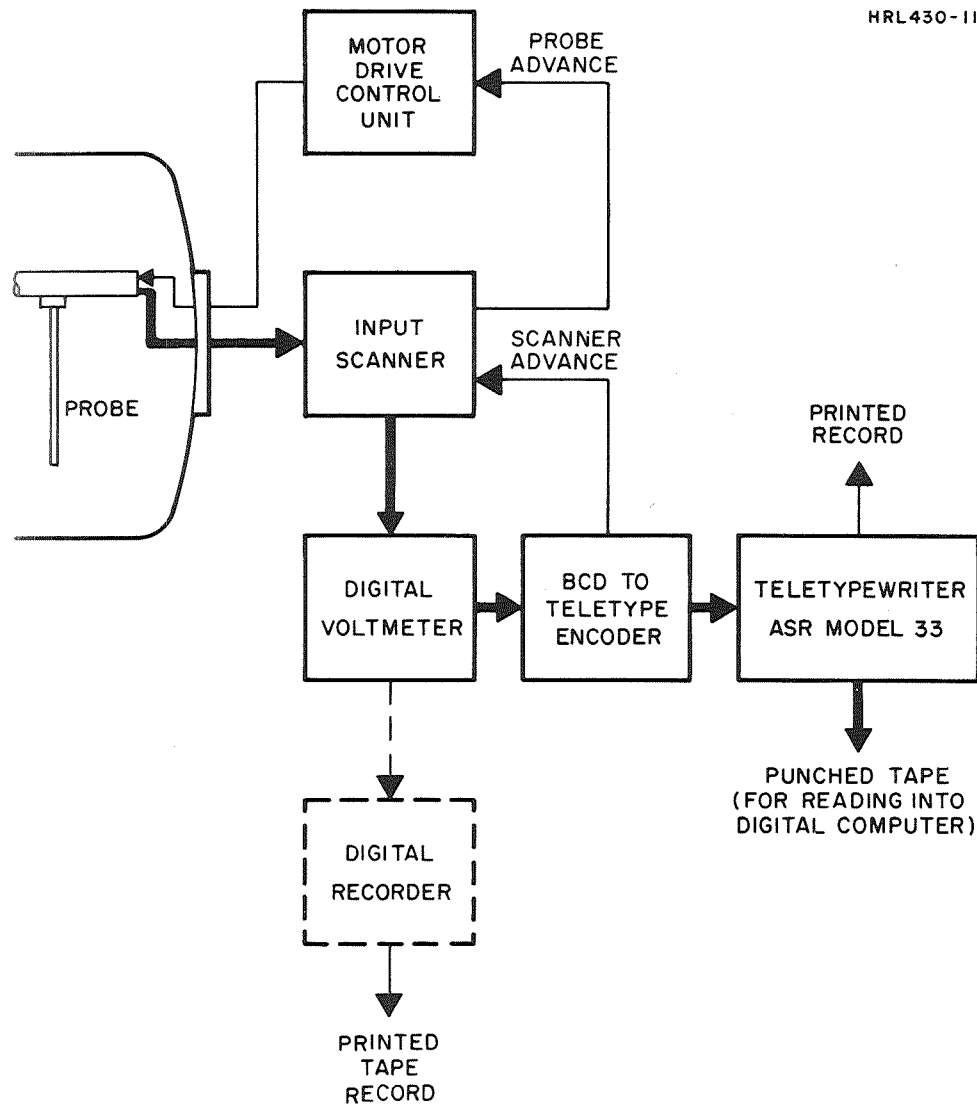 HRL430-11
MOTOR
DRIVE
CONTROL
UNIT
PROBE
ADVANCE
PROBE
INPUT
SCANNER
SCANNER
ADVANCE
PRINTED
RECORD
DIGITAL
VOLTMETER
BCD TO
TELETYPE
ENCODER
TELETYPEWRITER
ASR MODEL 33
PUNCHED TAPE
(FOR READING INTO
DIGITAL COMPUTER)
DIGITAL
RECORDER
PRINTED
TAPE
RECORD